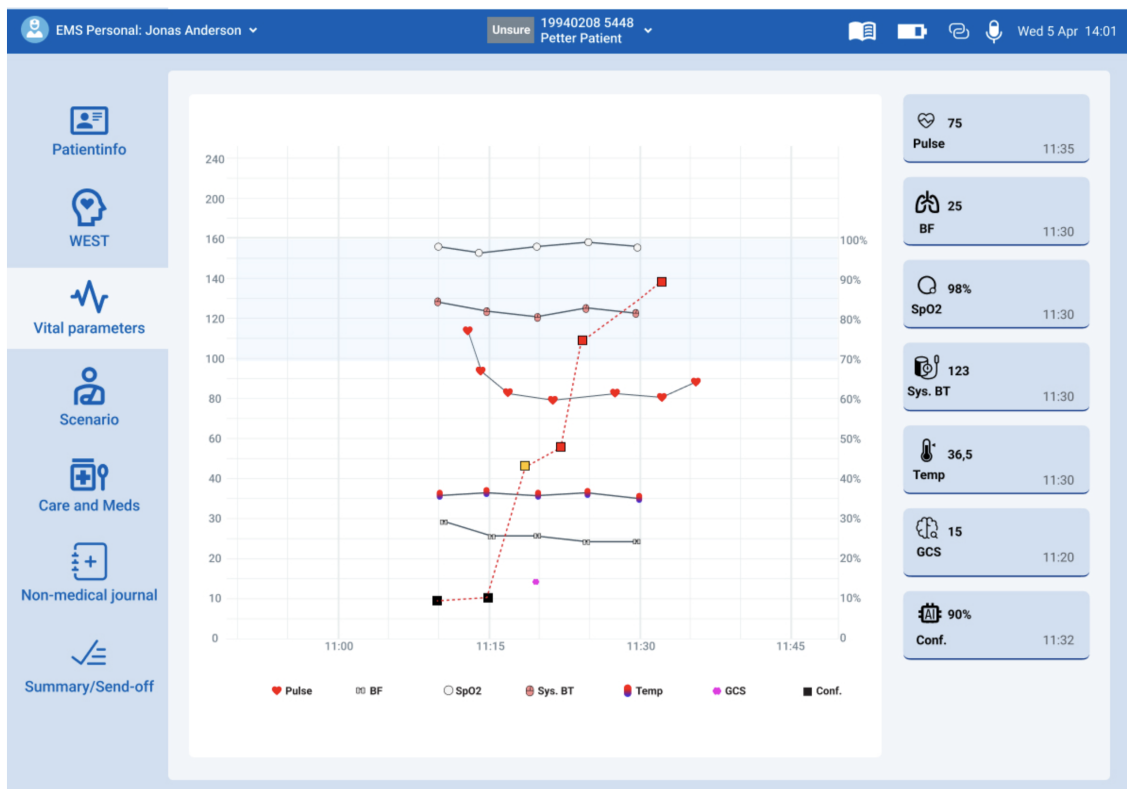 EMS Personal: Jonas Anderson
Unsure
19940208 5448
Petter Patient
Wed 5 Apr 14:01
Patientinfo
WEST
Vital parameters
Scenario
Care and Meds
Non-medical journal
Summary/Send-off
240
200
160
140
120
100
80
60
40
30
20
10
0
100%
90%
80%
70%
60%
50%
40%
30%
20%
10%
0
11:00
11:15
11:30
11:45
Pulse
BF
SpO2
Sys. BT
Temp
GCS
Conf.
75
Pulse
11:35
25
BF
11:30
98%
SpO2
11:30
123
Sys. BT
11:30
36,5
Temp
11:30
15
GCS
11:20
AI
90%
Conf.
11:32